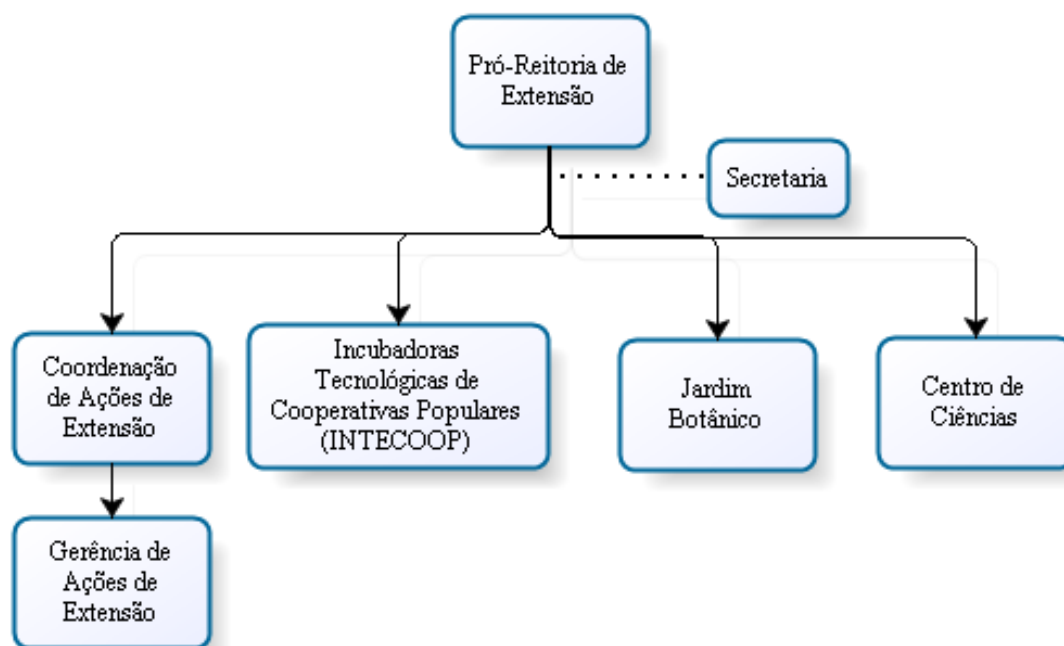 Pró-Reitoria de
Extensão
Secretaria
Coordenação
de Ações de
Extensão
Incubadoras
Tecnológicas de
Cooperativas Populares
(INTECOOP)
Jardim
Botânico
Centro de
Ciências
Gerência de
Ações de
Extensão